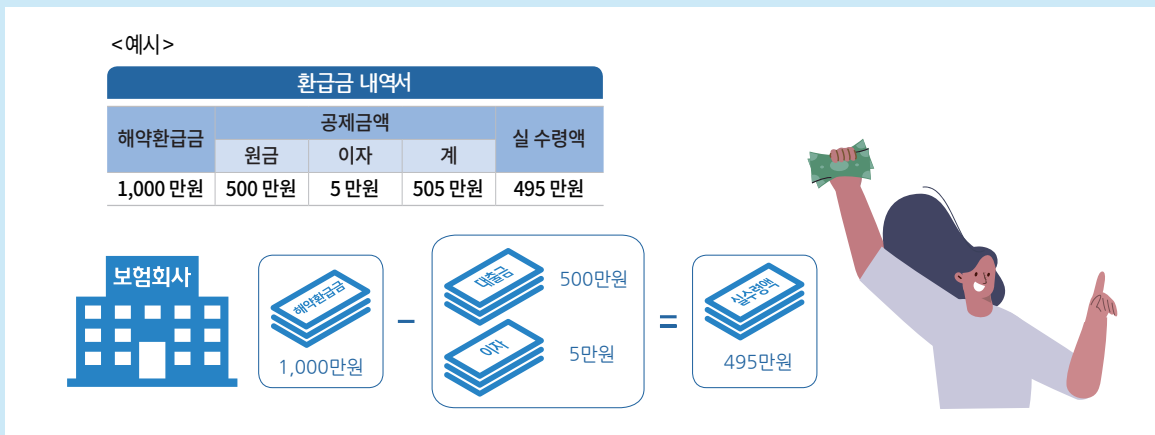 <예시>
환급금 내역서
해약환급금 공제금액 실 수령액
원금 이자 계
1,000 만원 500 만원 5 만원 505 만원 495 만원
보험회사
해약환급금
1,000만원
–
대출금
500만원
이자
5만원
=
실수령액
495만원